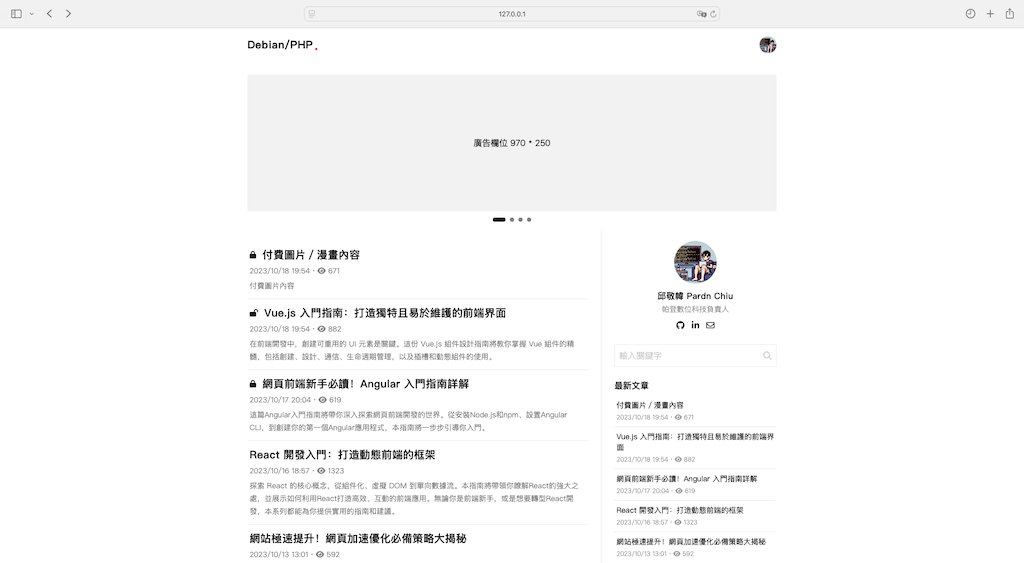 127.0.0.1
Debian/PHP.
廣告欄位 970 * 250
付費圖片 / 漫畫內容
2023/10/18 19:54・671
付費圖片內容
Vue.js 入門指南：打造獨特且易於維護的前端界面
2023/10/18 19:54・882
在前端開發中，創建可重用的 UI 元素是關鍵。這份 Vue.js 組件設計指南將教你掌握 Vue 組件的精
髓，包括創建、設計、通信、生命週期管理，以及插槽和動態組件的使用。
網頁前端新手必讀！Angular 入門指南詳解
2023/10/17 20:04・619
這篇Angular入門指南將帶你深入探索網頁前端開發的世界。從安裝Node.js和npm、設置Angular
CLI，到創建你的第一個Angular應用程式，本指南將一步步引導你入門。
React 開發入門：打造動態前端的框架
2023/10/16 18:57・1323
探索 React 的核心概念，從組件化、虛擬 DOM 到單向數據流。本指南將帶領你瞭解React的強大之
處，並展示如何利用React打造高效、互動的前端應用。無論你是前端新手，或是想要轉型React開
發，本系列都能為你提供實用的指南和建議。
網站極速提升！網頁加速優化必備策略大揭秘
2023/10/13 13:01・592
邱敬幃 Pardn Chiu
帕登數位科技負責人
輸入關鍵字
最新文章
付費圖片 / 漫畫內容
2023/10/18 19:54・671
Vue.js 入門指南：打造獨特且易於維護的前端界
面
2023/10/18 19:54・882
網頁前端新手必讀！Angular 入門指南詳解
2023/10/17 20:04・619
React 開發入門：打造動態前端的框架
2023/10/16 18:57・1323
網站極速提升！網頁加速優化必備策略大揭秘
2023/10/13 13:01・592